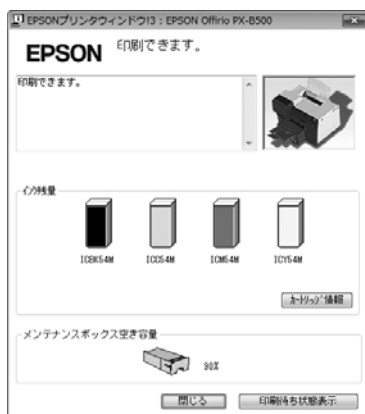 EPSONプリンタウィンドウ!3 : EPSON Offirio PX-B500
EPSON
印刷できます。
印刷できます。
インク残量
ICBK54M
ICC54M
ICM54M
ICY54M
カートリッジ情報
メンテナンスボックス空き容量
90%
閉じる
印刷待ち状態表示